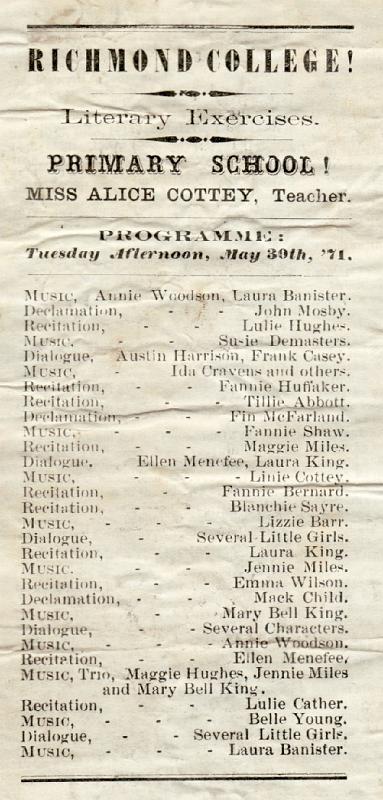 RICHMOND COLLEGE!
Literary Exercises.
PRIMARY SCHOOL!
MISS ALICE COTTEY, Teacher.
PROGRAMME:
Tuesday Afternoon, May 30th, '71.
MUSIC, Annie Woodson, Laura Banister.
Declamation, - - John Mosby.
Recitation, - - Lulie Hughes.
MUSIC, - - Susie Demasters.
Dialogue, Austin Harrison, Frank Casey.
MUSIC, - Ida Cravens and others.
Recitation, - - Fannie Huffaker.
Recitation, - - - Tillie Abbott.
Declamation, - - Fin McFarland.
MUSIC, - - - Fannie Shaw.
Recitation, - - Maggie Miles.
Dialogue, Ellen Menefee, Laura King.
MUSIC, - - - Linie Cottey.
Recitation, - - Fannie Bernard.
Recitation, - - Blanchie Sayre.
MUSIC, - - - Lizzie Barr.
Dialogue, - Several Little Girls.
Recitation, - - Laura King.
MUSIC. - - - Jennie Miles.
Recitation, - - Emma Wilson.
Declamation, - - - Mack Child.
MUSIC, - - Mary Bell King.
Dialogue, - - Several Characters.
MUSIC, - - - Annie Woodson.
Recitation, - - Ellen Menefee.
MUSIC, Trio, Maggie Hughes, Jennie Miles
and Mary Bell King.
Recitation, - - Lulie Cather.
MUSIC, - - - Belle Young.
Dialogue, - - Several Little Girls.
MUSIC, - - - Laura Banister.